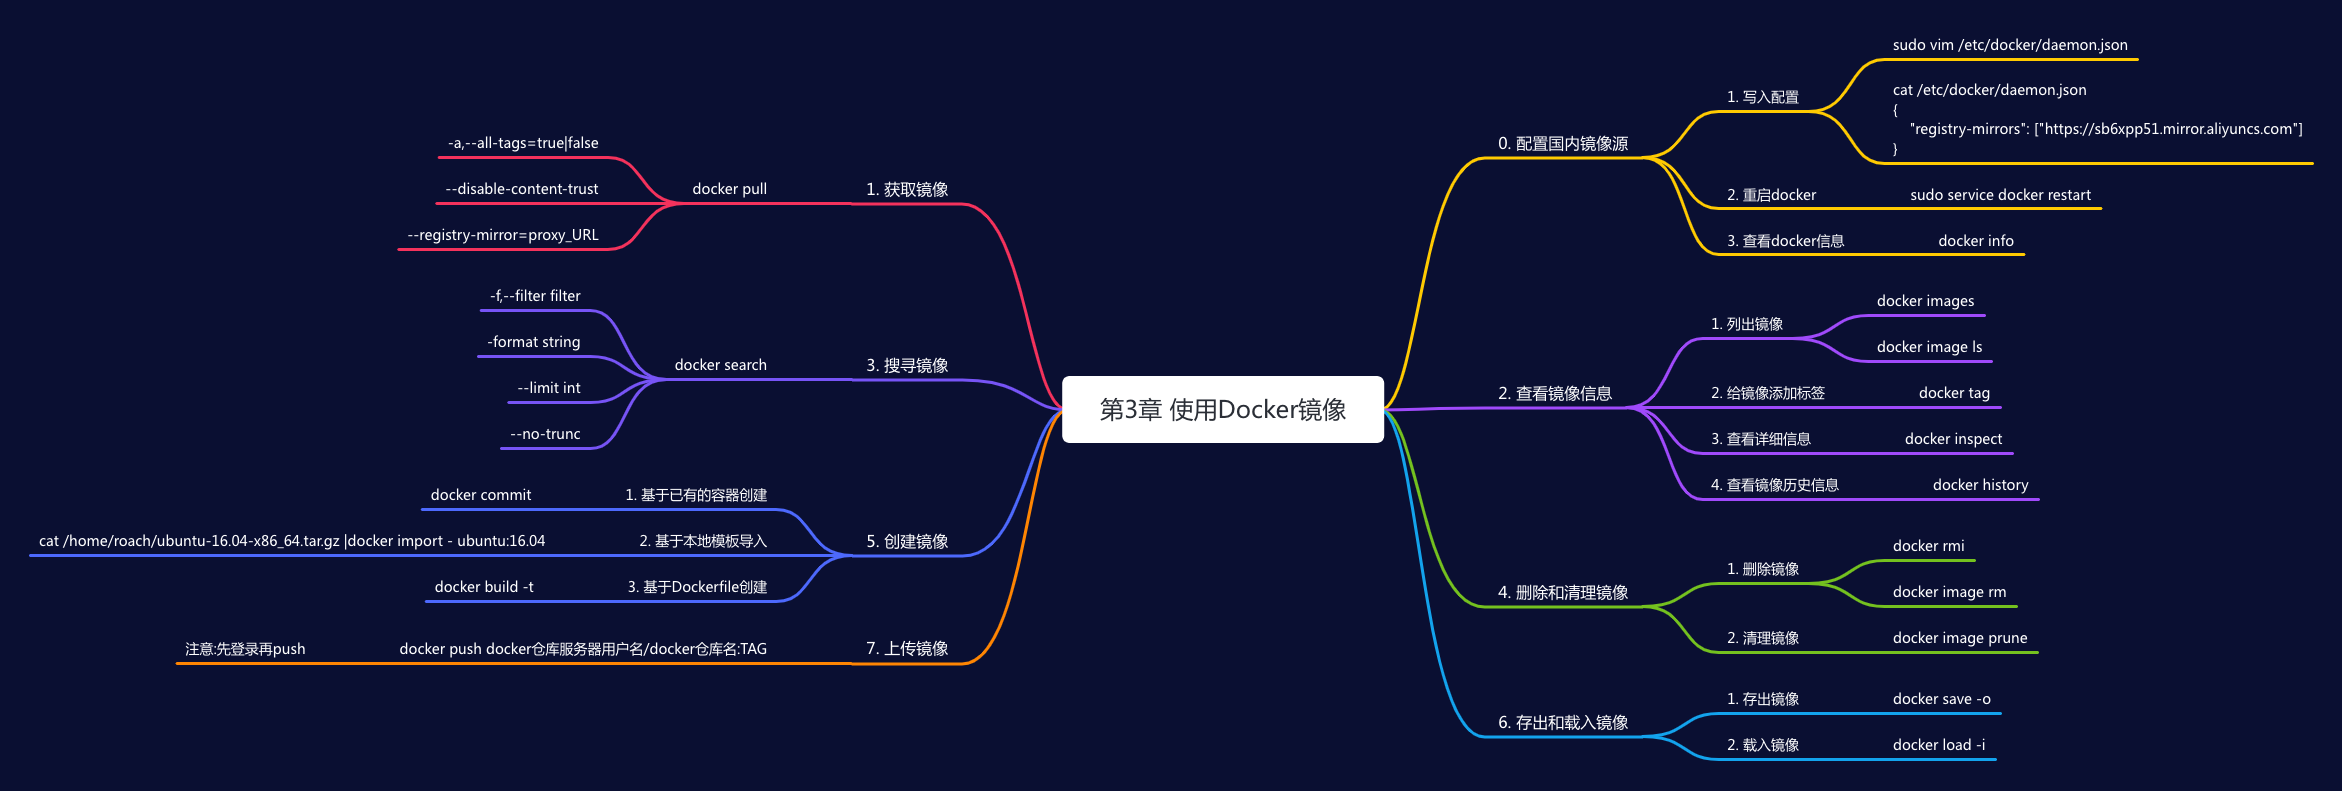 第3章 使用Docker镜像
0. 配置国内镜像源
1. 写入配置
sudo vim /etc/docker/daemon.json
cat /etc/docker/daemon.json
{
"registry-mirrors": ["https://sb6xpp51.mirror.aliyuncs.com"]
}
2. 重启docker
sudo service docker restart
3. 查看docker信息
docker info
1. 获取镜像
docker pull
-a,--all-tags=true|false
--disable-content-trust
--registry-mirror=proxy_URL
2. 查看镜像信息
1. 列出镜像
docker images
docker image ls
2. 给镜像添加标签
docker tag
3. 查看详细信息
docker inspect
4. 查看镜像历史信息
docker history
3. 搜寻镜像
docker search
-f,--filter filter
-format string
--limit int
--no-trunc
4. 删除和清理镜像
1. 删除镜像
docker rmi
docker image rm
2. 清理镜像
docker image prune
5. 创建镜像
1. 基于已有的容器创建
docker commit
2. 基于本地模板导入
cat /home/roach/ubuntu-16.04-x86_64.tar.gz |docker import - ubuntu:16.04
3. 基于Dockerfile创建
docker build -t
6. 存出和载入镜像
1. 存出镜像
docker save -o
2. 载入镜像
docker load -i
7. 上传镜像
docker push docker仓库服务器用户名/docker仓库名:TAG
注意:先登录再push